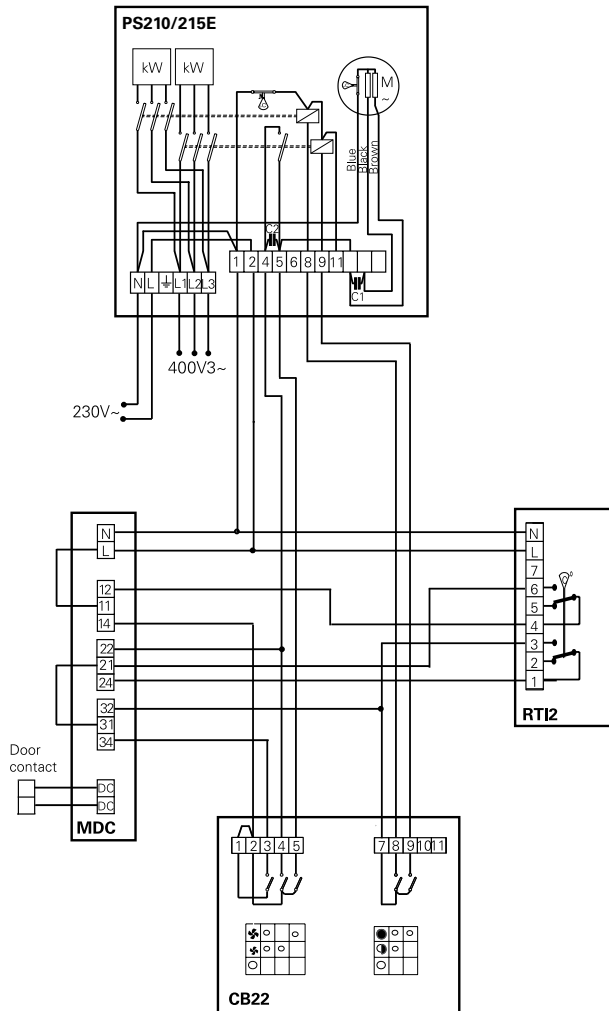 PS210/215E
kW kW
M
~
Blue
Black
Brown
C2
1 2 4 5 6 8 9 11
N L L1 L2 L3
C1
400V3~
230V~
MDC
N
L
12
11
14
22
21
24
32
31
34
DC
DC
Door
contact
N
L
7
6
5
4
3
2
1
RTI2
1 2 3 4 5
7 8 9 10 11
CB22